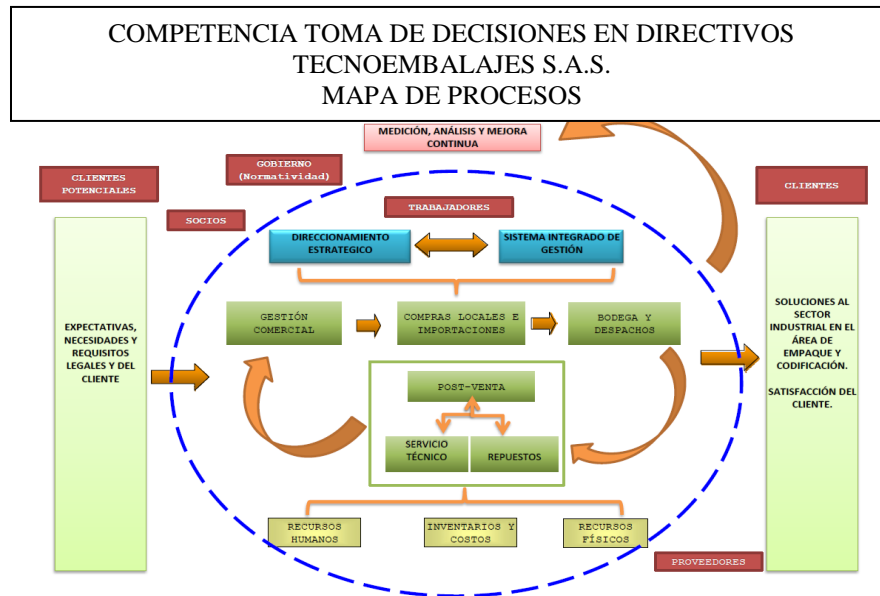 COMPETENCIA TOMA DE DECISIONES EN DIRECTIVOS
TECNOEMBALAJES S.A.S.
MAPA DE PROCESOS
MEDICIÓN, ANÁLISIS Y MEJORA
CONTINUA
CLIENTES
POTENCIALES
GOBIERNO
(Normatividad)
CLIENTES
SOCIOS
TRABAJADORES
DIRECCIONAMIENTO
ESTRATEGICO
SISTEMA INTEGRADO DE
GESTIÓN
GESTIÓN
COMERCIAL
COMPRAS LOCALES E
IMPORTACIONES
BODEGA Y
DESPACHOS
EXPECTATIVAS,
NECESIDADES Y
REQUISITOS
LEGALES Y DEL
CLIENTE
SOLUCIONES AL
SECTOR
INDUSTRIAL EN EL
ÁREA DE
EMPAQUE Y
CODIFICACIÓN.
SATISFACCIÓN DEL
CLIENTE.
POST-VENTA
SERVICIO
TÉCNICO
REPUESTOS
RECURSOS
HUMANOS
INVENTARIOS Y
COSTOS
RECURSOS
FÍSICOS
PROVEEDORES